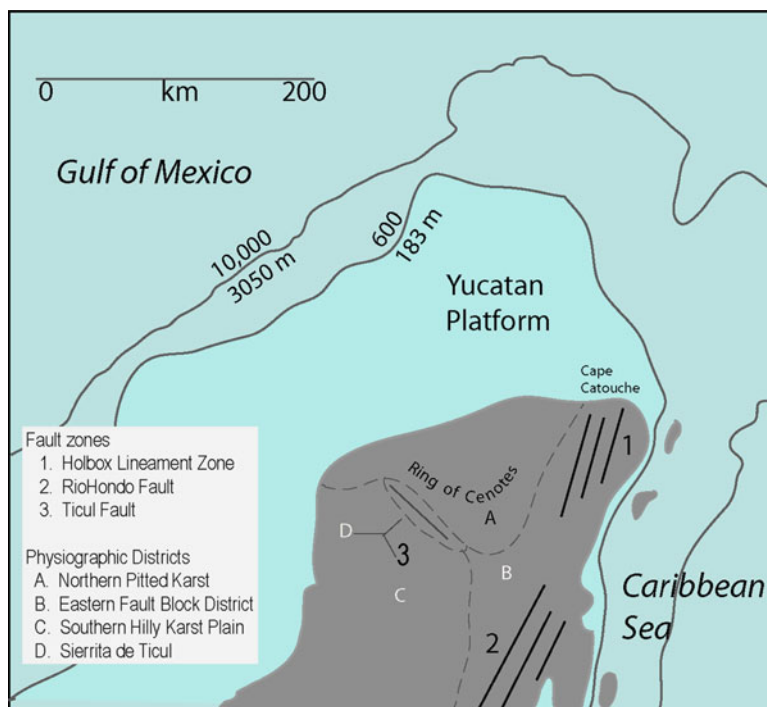 0 km 200
Gulf of Mexico
10,000
3050 m
600
183 m
Yucatan
Platform
Cape
Catouche
Fault zones
1. Holbox Lineament Zone
2. RioHondo Fault
3. Ticul Fault
Physiographic Districts
A. Northern Pitted Karst
B. Eastern Fault Block District
C. Southern Hilly Karst Plain
D. Sierrita de Ticul
1
Ring of Cenotes
A
D
3
B
C
2
Caribbean
Sea